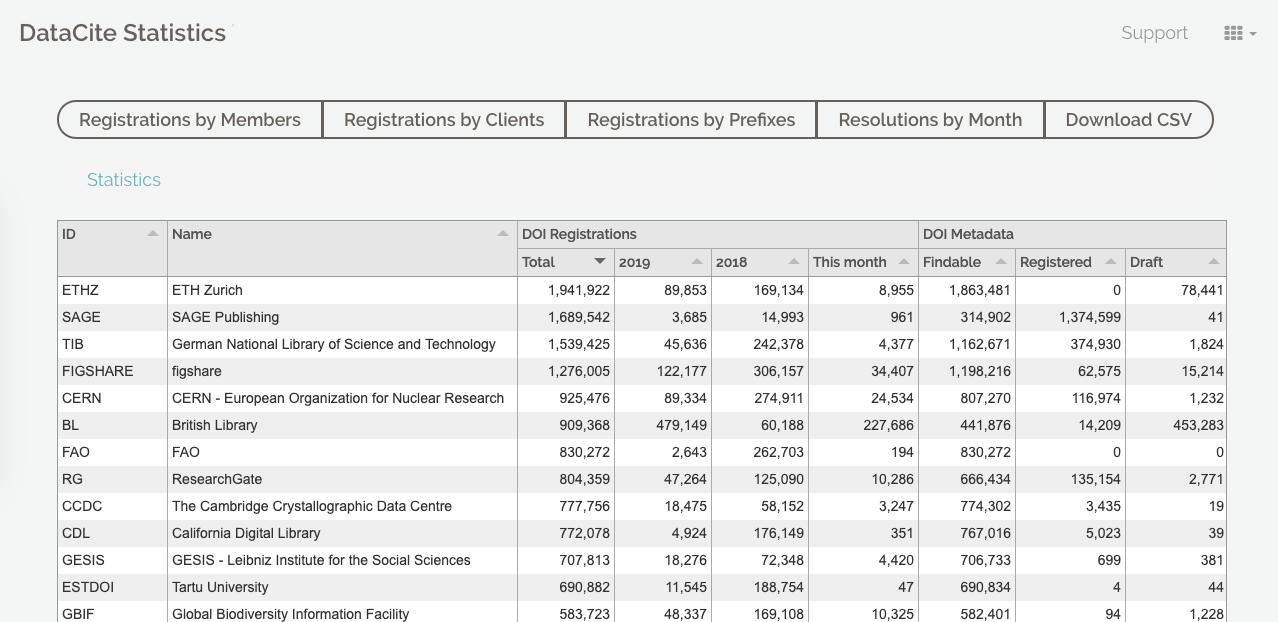 DataCite Statistics
Support
Registrations by Members Registrations by Clients Registrations by Prefixes Resolutions by Month Download CSV
Statistics
ID Name DOI Registrations DOI Metadata
Total 2019 2018 This month Findable Registered Draft
ETHZ ETH Zurich 1,941,922 89,853 169,134 8,955 1,863,481 0 78,441
SAGE SAGE Publishing 1,689,542 3,685 14,993 961 314,902 1,374,599 41
TIB German National Library of Science and Technology 1,539,425 45,636 242,378 4,377 1,162,671 374,930 1,824
FIGSHARE figshare 1,276,005 122,177 306,157 34,407 1,198,216 62,575 15,214
CERN CERN - European Organization for Nuclear Research 925,476 89,334 274,911 24,534 807,270 116,974 1,232
BL British Library 909,368 479,149 60,188 227,686 441,876 14,209 453,283
FAO FAO 830,272 2,643 262,703 194 830,272 0 0
RG ResearchGate 804,359 47,264 125,090 10,286 666,434 135,154 2,771
CCDC The Cambridge Crystallographic Data Centre 777,756 18,475 58,152 3,247 774,302 3,435 19
CDL California Digital Library 772,078 4,924 176,149 351 767,016 5,023 39
GESIS GESIS - Leibniz Institute for the Social Sciences 707,813 18,276 72,348 4,420 706,733 699 381
ESTDOI Tartu University 690,882 11,545 188,754 47 690,834 4 44
GBIF Global Biodiversity Information Facility 583,723 48,337 169,108 10,325 582,401 94 1,228